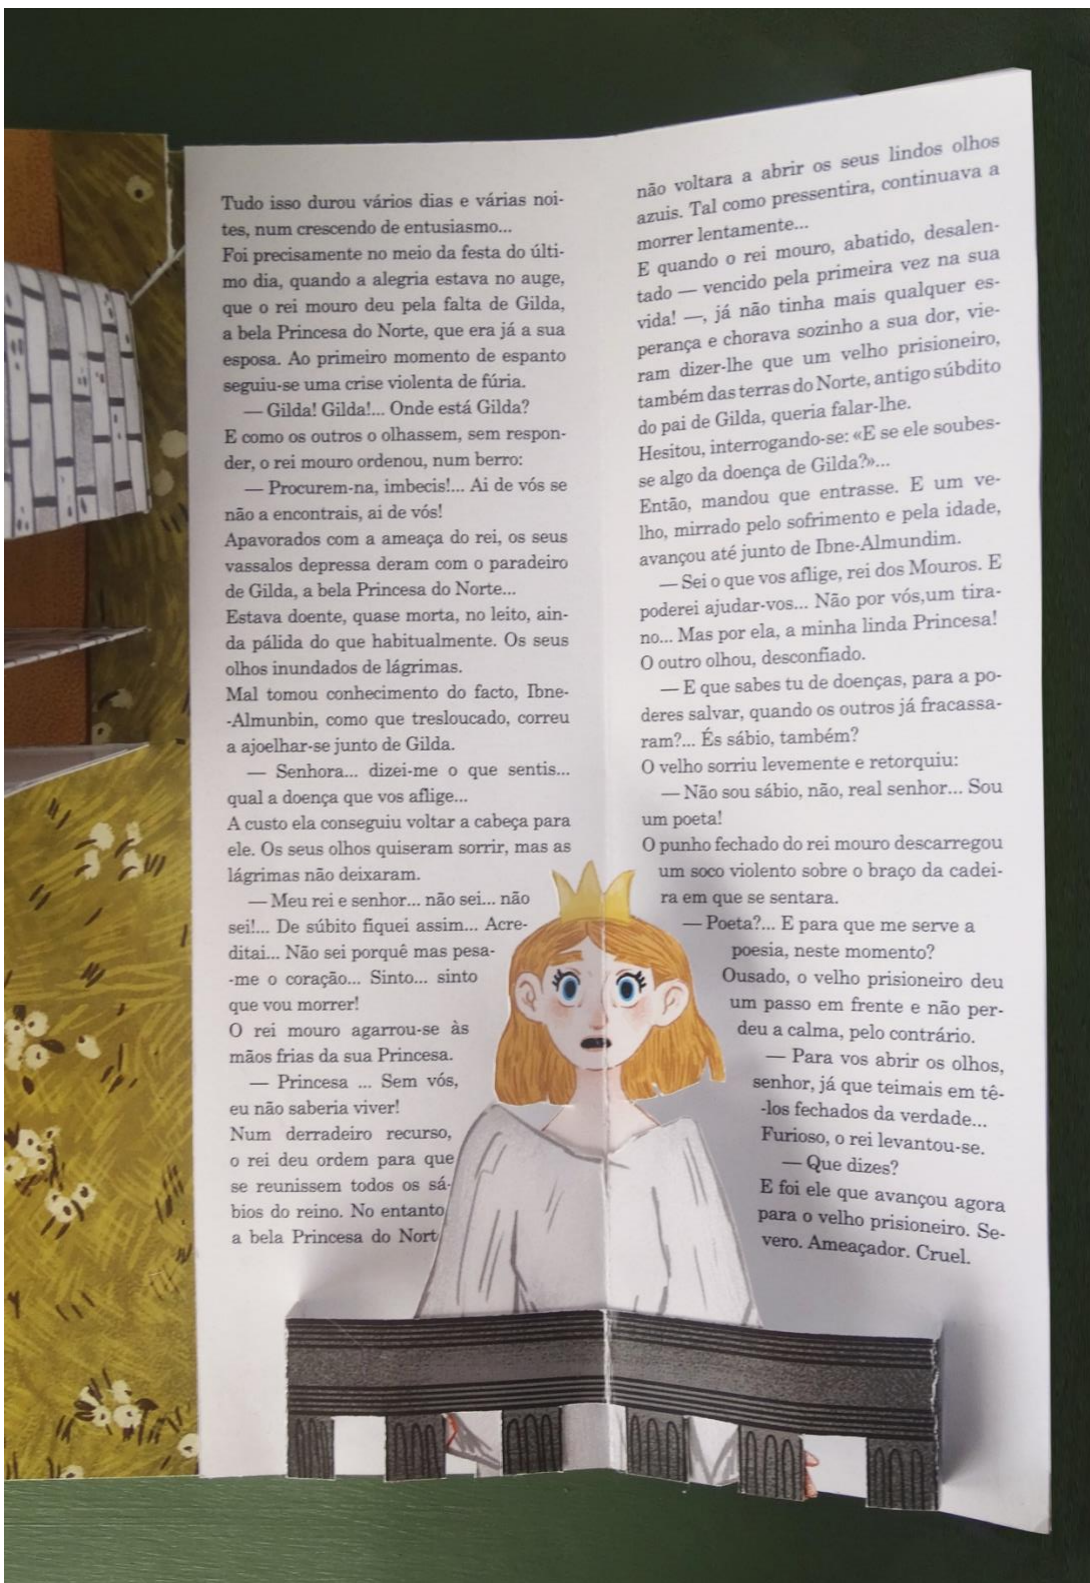 Tudo isso durou vários dias e várias noi-
tes, num crescendo de entusiasmo...
Foi precisamente no meio da festa do últi-
mo dia, quando a alegria estava no auge,
que o rei mouro deu pela falta de Gilda,
a bela Princesa do Norte, que era já a sua
esposa. Ao primeiro momento de espanto
seguiu-se uma crise violenta de fúria.
— Gilda! Gilda!... Onde está Gilda?
E como os outros o olhassem, sem respon-
der, o rei mouro ordenou, num berro:
— Procurem-na, imbecis!... Ai de vós se
não a encontrais, ai de vós!
Apavorados com a ameaça do rei, os seus
vassalos depressa deram com o paradeiro
de Gilda, a bela Princesa do Norte...
Estava doente, quase morta, no leito, ain-
da pálida do que habitualmente. Os seus
olhos inundados de lágrimas.
Mal tomou conhecimento do facto, Ibne-
-Almunbin, como que tresloucado, correu
a ajoelhar-se junto de Gilda.
— Senhora... dizei-me o que sentis...
qual a doença que vos aflige...
A custo ela conseguiu voltar a cabeça para
ele. Os seus olhos quiseram sorrir, mas as
lágrimas não deixaram.
— Meu rei e senhor... não sei... não
sei!... De súbito fiquei assim... Acre-
ditai... Não sei porquê mas pesa-
-me o coração... Sinto... sinto
que vou morrer!
O rei mouro agarrou-se às
mãos frias da sua Princesa.
— Princesa ... Sem vós,
eu não saberia viver!
Num derradeiro recurso,
o rei deu ordem para que
se reunissem todos os sá-
bios do reino. No entanto
a bela Princesa do Nort
não voltara a abrir os seus lindos olhos
azuis. Tal como pressentira, continuava a
morrer lentamente...
E quando o rei mouro, abatido, desalen-
tado — vencido pela primeira vez na sua
vida! —, já não tinha mais qualquer es-
perança e chorava sozinho a sua dor, vie-
ram dizer-lhe que um velho prisioneiro,
também das terras do Norte, antigo súbdito
do pai de Gilda, queria falar-lhe.
Hesitou, interrogando-se: «E se ele soubes-
se algo da doença de Gilda?»...
Então, mandou que entrasse. E um ve-
lho, mirrado pelo sofrimento e pela idade,
avançou até junto de Ibne-Almundim.
— Sei o que vos aflige, rei dos Mouros. E
poderei ajudar-vos... Não por vós,um tira-
no... Mas por ela, a minha linda Princesa!
O outro olhou, desconfiado.
— E que sabes tu de doenças, para a po-
deres salvar, quando os outros já fracassa-
ram?... És sábio, também?
O velho sorriu levemente e retorquiu:
— Não sou sábio, não, real senhor... Sou
um poeta!
O punho fechado do rei mouro descarregou
um soco violento sobre o braço da cadei-
ra em que se sentara.
— Poeta?... E para que me serve a
poesia, neste momento?
Ousado, o velho prisioneiro deu
um passo em frente e não per-
deu a calma, pelo contrário.
— Para vos abrir os olhos,
senhor, já que teimais em tê-
-los fechados da verdade...
Furioso, o rei levantou-se.
— Que dizes?
E foi ele que avançou agora
para o velho prisioneiro. Se-
vero. Ameaçador. Cruel.